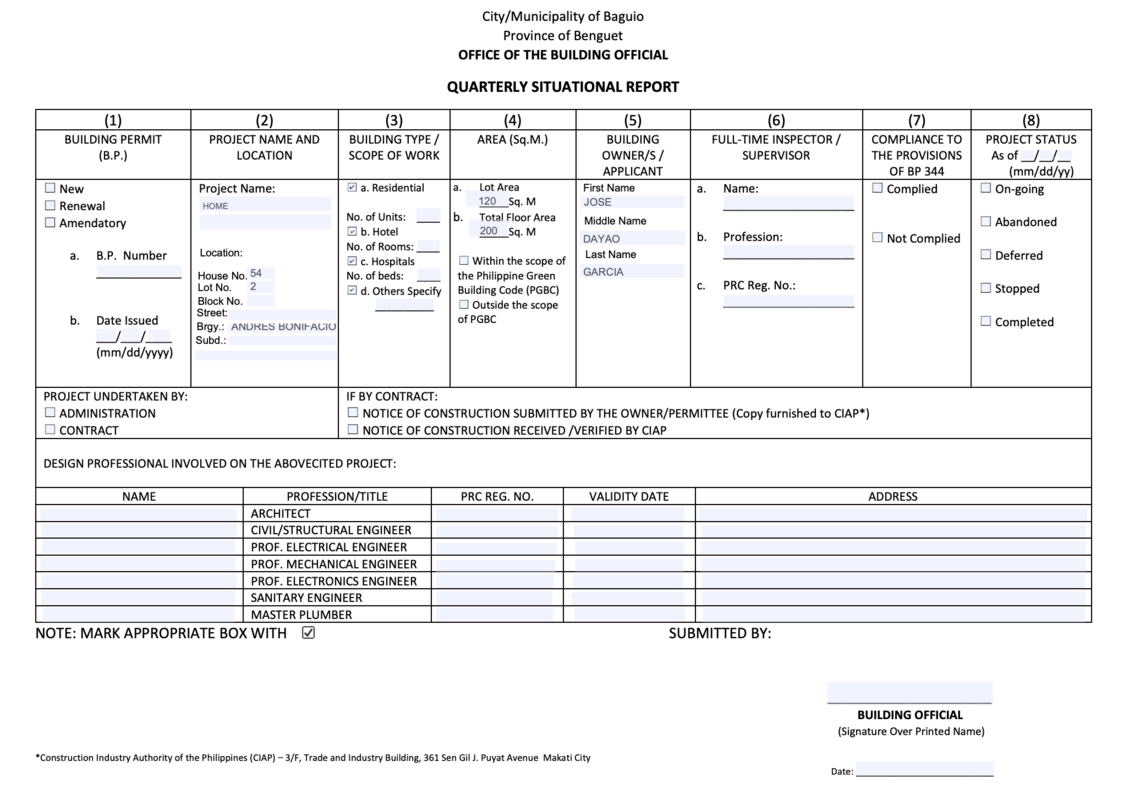 City/Municipality of Baguio
Province of Benguet
OFFICE OF THE BUILDING OFFICIAL
QUARTERLY SITUATIONAL REPORT
(1)
BUILDING PERMIT
(B.P.)
☐ New
☐ Renewal
☐ Amendatory
a. B.P. Number
b. Date Issued
__/__/__
(mm/dd/yyyy)
(2)
PROJECT NAME AND
LOCATION
Project Name:
HOME
Location:
House No. 54
Lot No. 2
Block No.
Street:
Brgy.: ANDRES BONIFACIO
Subd.:
(3)
BUILDING TYPE /
SCOPE OF WORK
☑ a. Residential
No. of Units: ____
☑ b. Hotel
No. of Rooms: ____
☑ c. Hospitals
No. of beds: ____
☑ d. Others Specify
(4)
AREA (Sq.M.)
a. Lot Area
120 Sq. M
b. Total Floor Area
200 Sq. M
☐ Within the scope of
the Philippine Green
Building Code (PGBC)
☐ Outside the scope
of PGBC
(5)
BUILDING
OWNER/S /
APPLICANT
First Name
JOSE
Middle Name
DAYAO
Last Name
GARCIA
(6)
FULL-TIME INSPECTOR /
SUPERVISOR
a. Name:
b. Profession:
c. PRC Reg. No.:
(7)
COMPLIANCE TO
THE PROVISIONS
OF BP 344
☐ Complied
☐ Not Complied
(8)
PROJECT STATUS
As of __/__/__
(mm/dd/yy)
☐ On-going
☐ Abandoned
☐ Deferred
☐ Stopped
☐ Completed
PROJECT UNDERTAKEN BY:
☐ ADMINISTRATION
☐ CONTRACT
IF BY CONTRACT:
☐ NOTICE OF CONSTRUCTION SUBMITTED BY THE OWNER/PERMITTEE (Copy furnished to CIAP*)
☐ NOTICE OF CONSTRUCTION RECEIVED /VERIFIED BY CIAP
DESIGN PROFESSIONAL INVOLVED ON THE ABOVECITED PROJECT:
NAME PROFESSION/TITLE PRC REG. NO. VALIDITY DATE ADDRESS
ARCHITECT
CIVIL/STRUCTURAL ENGINEER
PROF. ELECTRICAL ENGINEER
PROF. MECHANICAL ENGINEER
PROF. ELECTRONICS ENGINEER
SANITARY ENGINEER
MASTER PLUMBER
NOTE: MARK APPROPRIATE BOX WITH ☑ SUBMITTED BY:
BUILDING OFFICIAL
(Signature Over Printed Name)
*Construction Industry Authority of the Philippines (CIAP) – 3/F, Trade and Industry Building, 361 Sen Gil J. Puyat Avenue Makati City
Date: